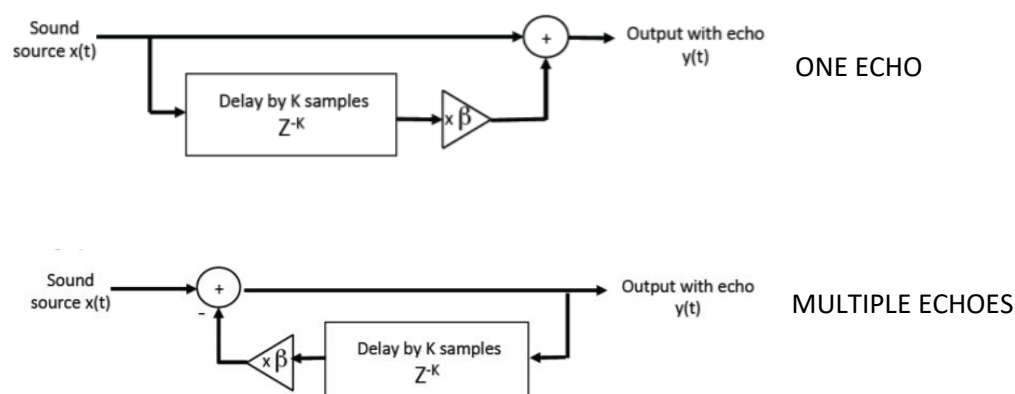 Sound
source x(t)
+
Output with echo
y(t)
ONE ECHO
Delay by K samples
Z-K
x β
Sound
source x(t)
+
-
Output with echo
y(t)
MULTIPLE ECHOES
x β
Delay by K samples
Z-K